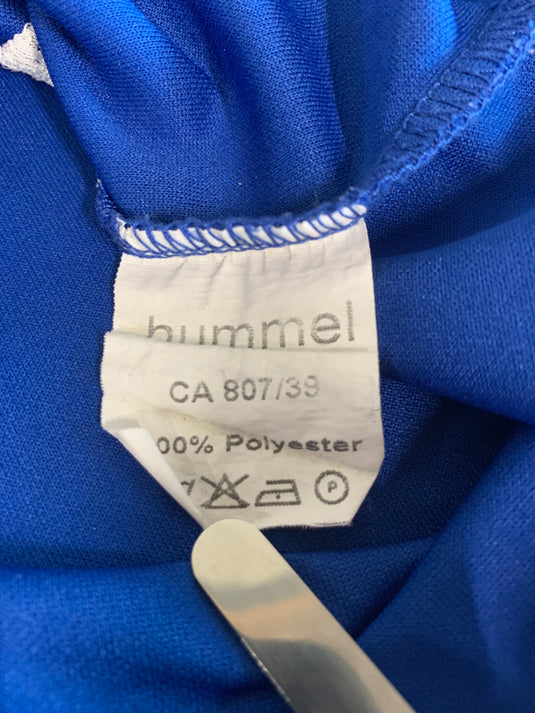 hummel
CA 807/39
00% Polyester
P